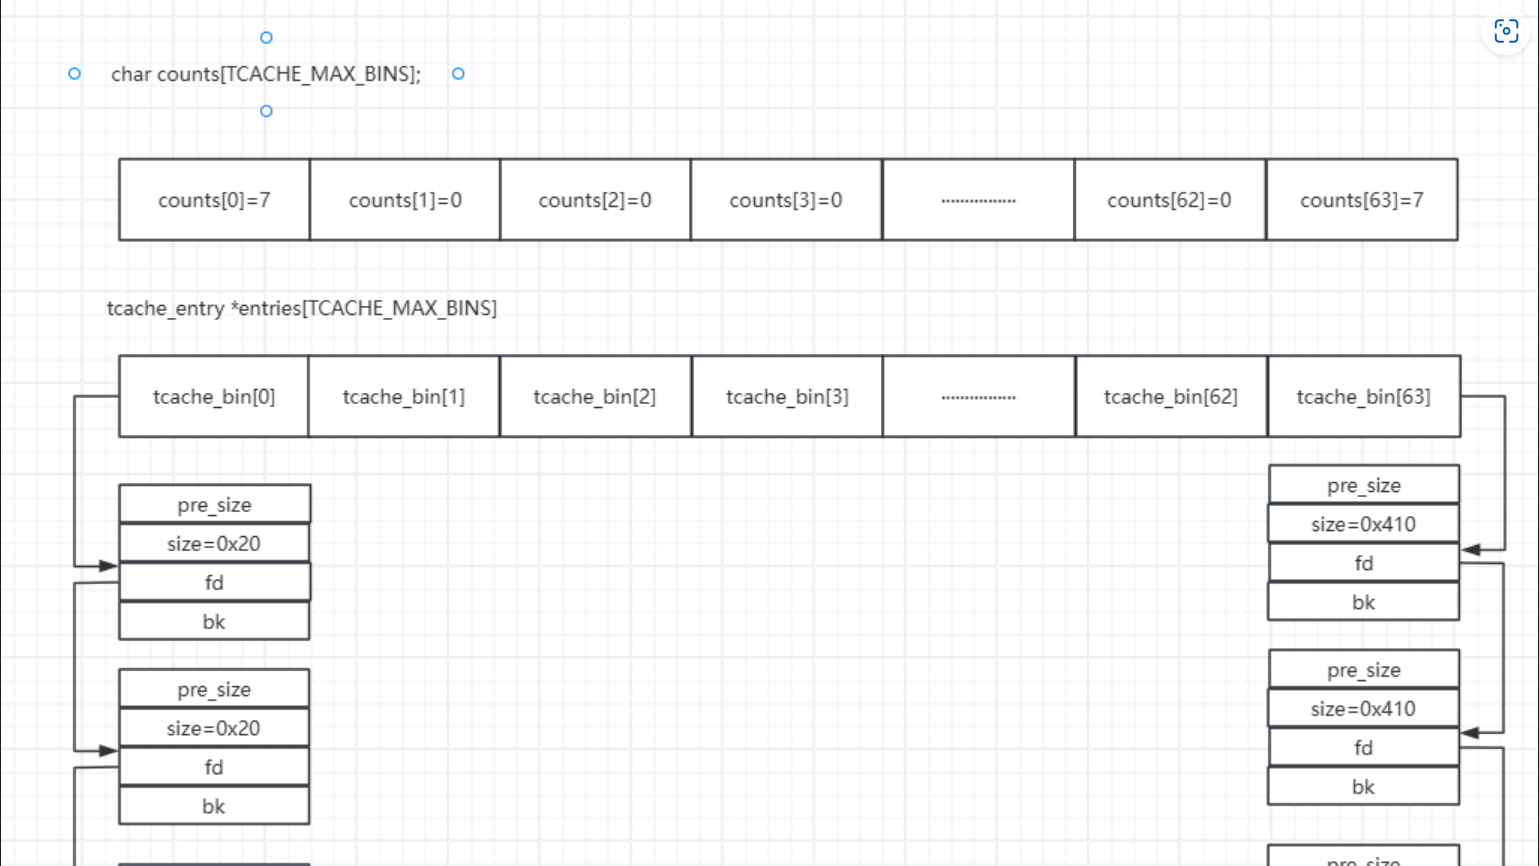 char counts[TCACHE_MAX_BINS];
counts[0]=7
counts[1]=0
counts[2]=0
counts[3]=0
················
counts[62]=0
counts[63]=7
tcache_entry *entries[TCACHE_MAX_BINS]
tcache_bin[0]
tcache_bin[1]
tcache_bin[2]
tcache_bin[3]
················
tcache_bin[62]
tcache_bin[63]
pre_size
size=0x20
fd
bk
pre_size
size=0x20
fd
bk
pre_size
size=0x410
fd
bk
pre_size
size=0x410
fd
bk
pre_size